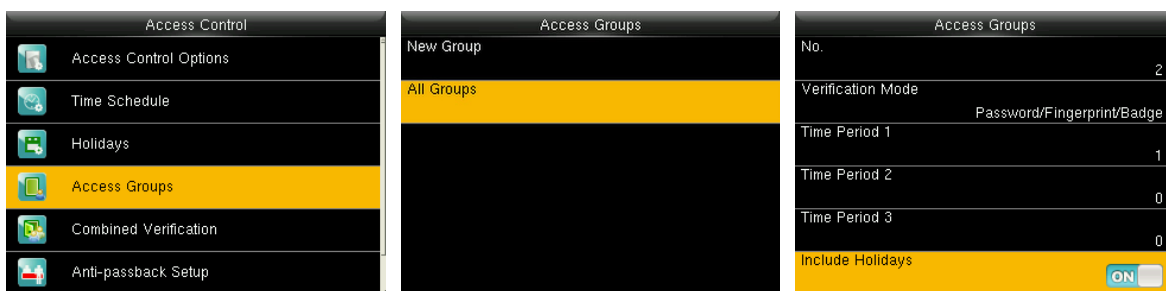 Access Control
Access Control Options
Time Schedule
Holidays
Access Groups
Combined Verification
Anti-passback Setup
Access Groups
New Group
All Groups
Access Groups
No.
2
Verification Mode
Password/Fingerprint/Badge
Time Period 1
1
Time Period 2
0
Time Period 3
0
Include Holidays
ON